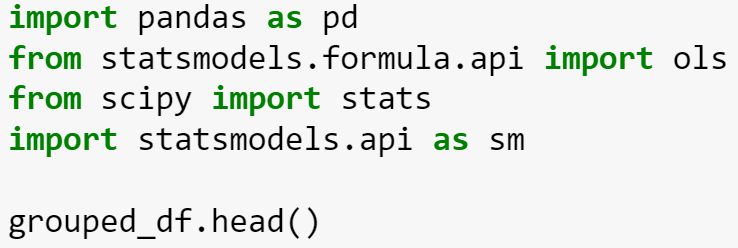 import pandas as pd
from statsmodels.formula.api import ols
from scipy import stats
import statsmodels.api as sm
grouped_df.head()